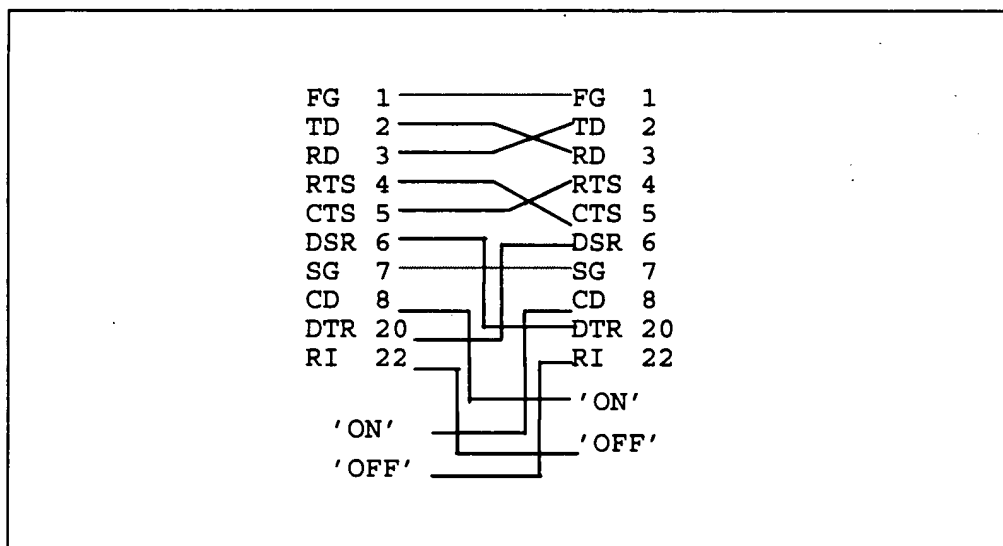 FG 1 FG 1
TD 2 TD 2
RD 3 RD 3
RTS 4 RTS 4
CTS 5 CTS 5
DSR 6 DSR 6
SG 7 SG 7
CD 8 CD 8
DTR 20 DTR 20
RI 22 RI 22
'ON'
'ON'
'OFF'
'OFF'